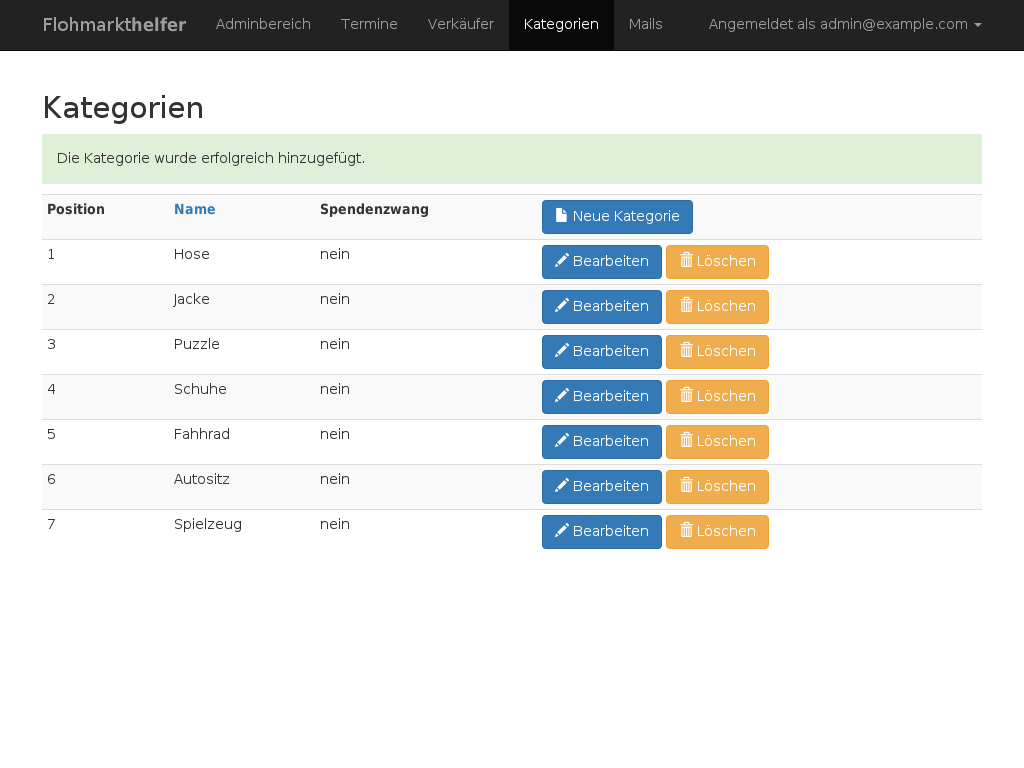 Flohmarkthelfer Adminbereich Termine Verkäufer Kategorien Mails Angemeldet als admin@example.com
Kategorien
Die Kategorie wurde erfolgreich hinzugefügt.
Position Name Spendenzwang Neue Kategorie
1 Hose nein Bearbeiten Löschen
2 Jacke nein Bearbeiten Löschen
3 Puzzle nein Bearbeiten Löschen
4 Schuhe nein Bearbeiten Löschen
5 Fahhrad nein Bearbeiten Löschen
6 Autositz nein Bearbeiten Löschen
7 Spielzeug nein Bearbeiten Löschen